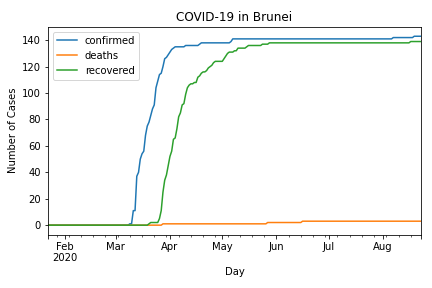 COVID-19 in Brunei
confirmed
deaths
recovered
Number of Cases
140
120
100
80
60
40
20
0
Feb Mar Apr May Jun Jul Aug
2020
Day